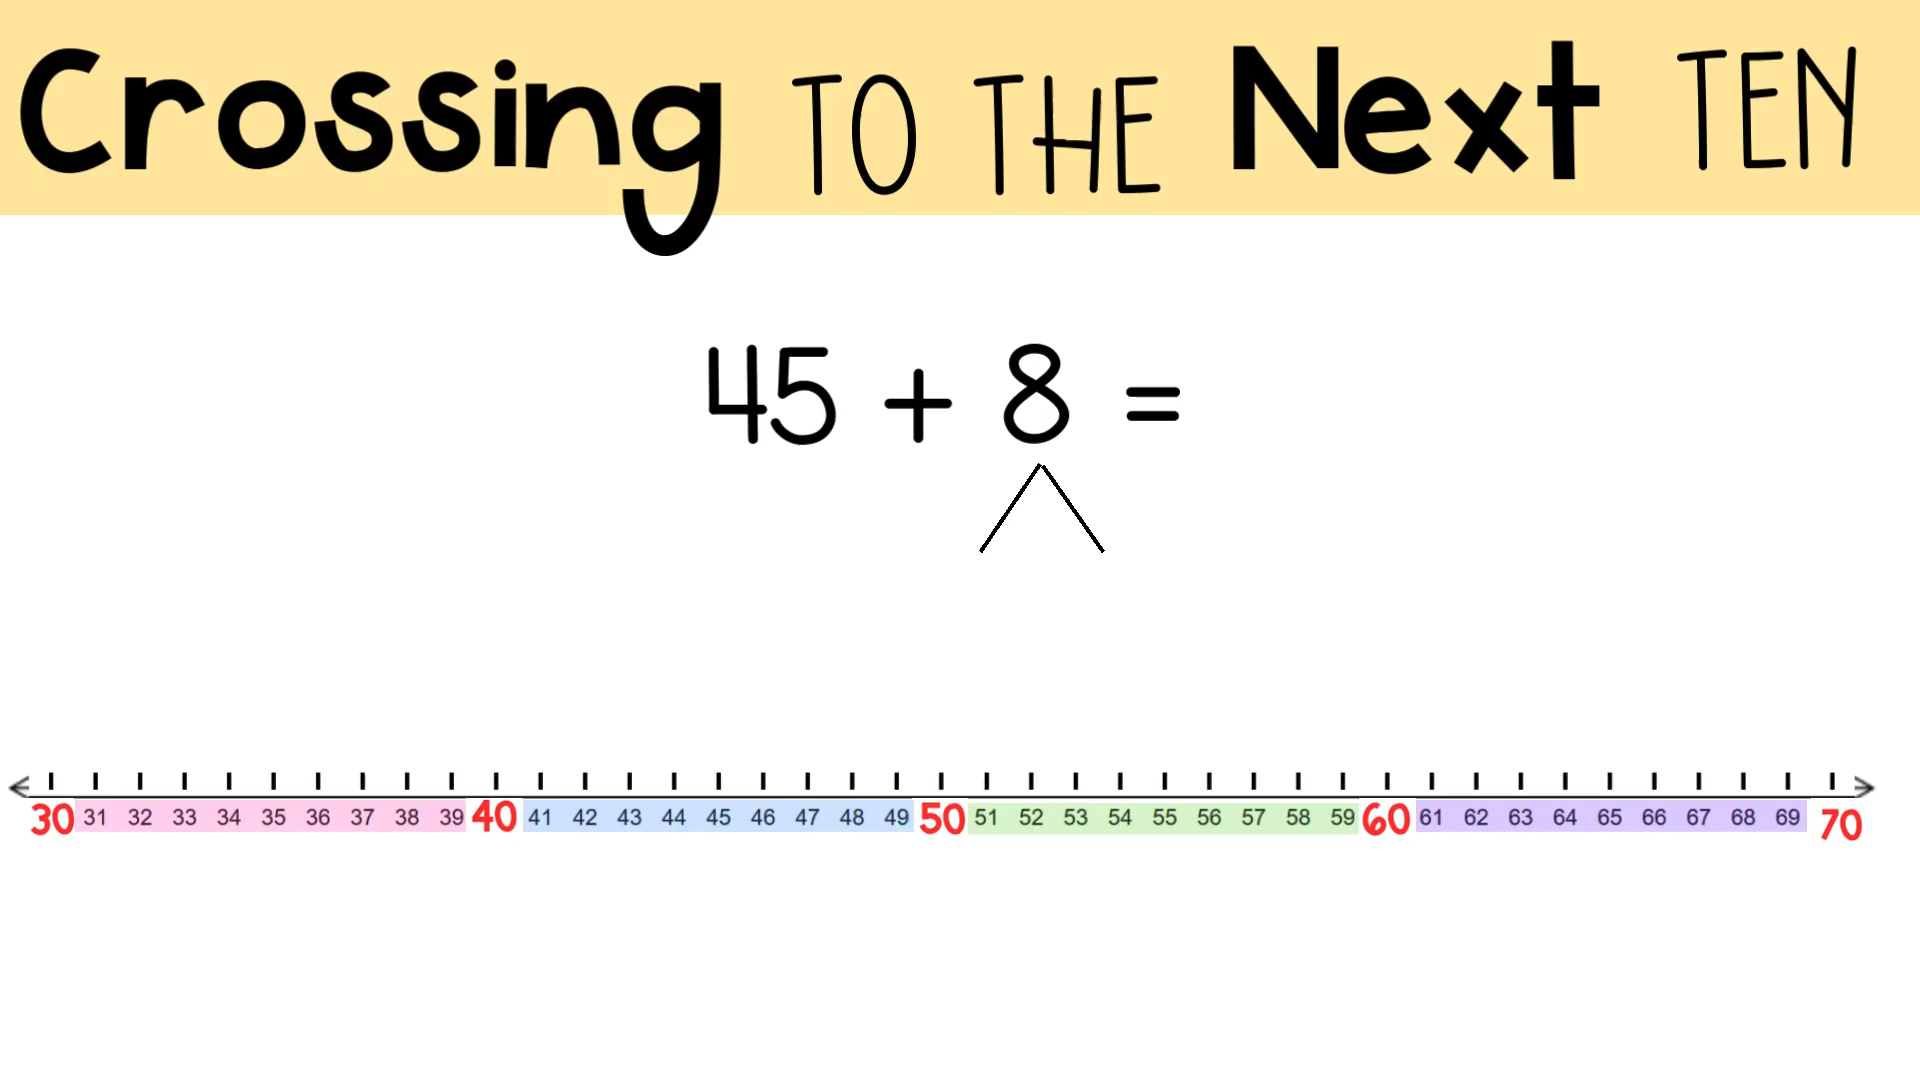 Crossing TO THE Next TEN
45 + 8 =
30 31 32 33 34 35 36 37 38 39 40 41 42 43 44 45 46 47 48 49 50 51 52 53 54 55 56 57 58 59 60 61 62 63 64 65 66 67 68 69 70